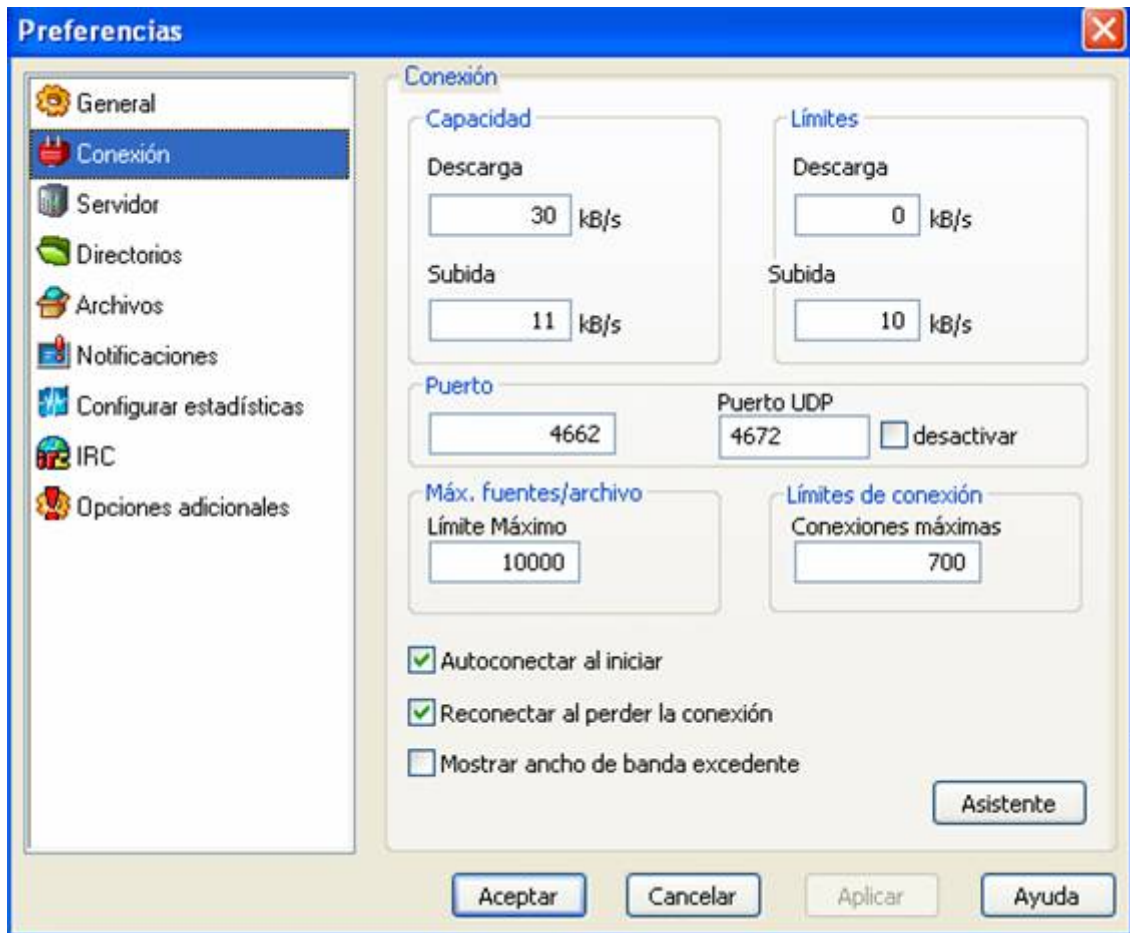 Preferencias
General
Conexión
Servidor
Directorios
Archivos
Notificaciones
Configurar estadísticas
IRC
Opciones adicionales
Conexión
Capacidad
Descarga
30 kB/s
Subida
11 kB/s
Límites
Descarga
0 kB/s
Subida
10 kB/s
Puerto
4662
Puerto UDP
4672 desactivar
Máx. fuentes/archivo
Límite Máximo
10000
Límites de conexión
Conexiones máximas
700
Autoconectar al iniciar
Reconectar al perder la conexión
Mostrar ancho de banda excedente
Asistente
Aceptar Cancelar Aplicar Ayuda